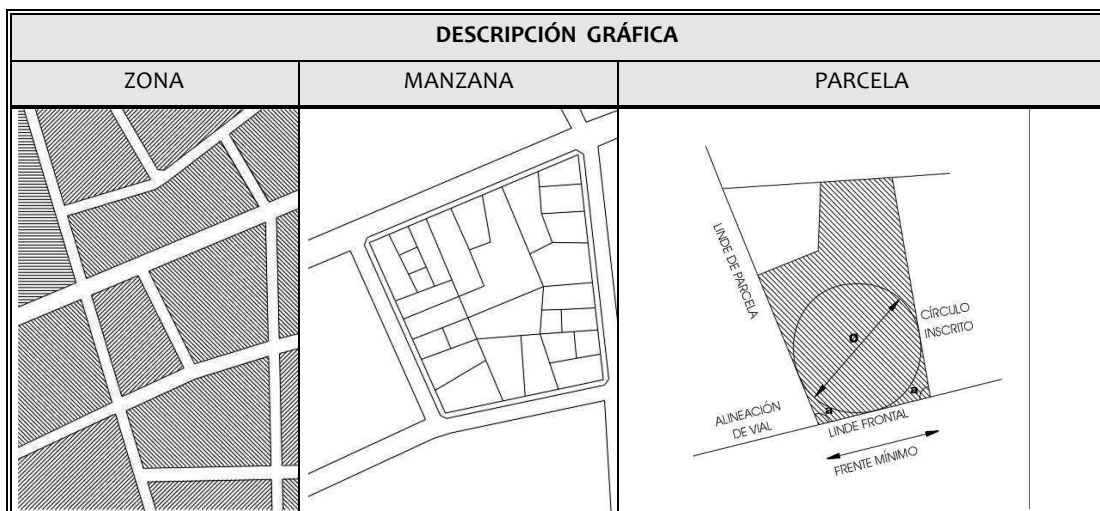 DESCRIPCIÓN GRÁFICA
ZONA
MANZANA
PARCELA
LINDE DE PARCELA
CÍRCULO
INSCRITO
ø
a
a
ALINEACIÓN
DE VIAL
LINDE FRONTAL
FRENTE MÍNIMO